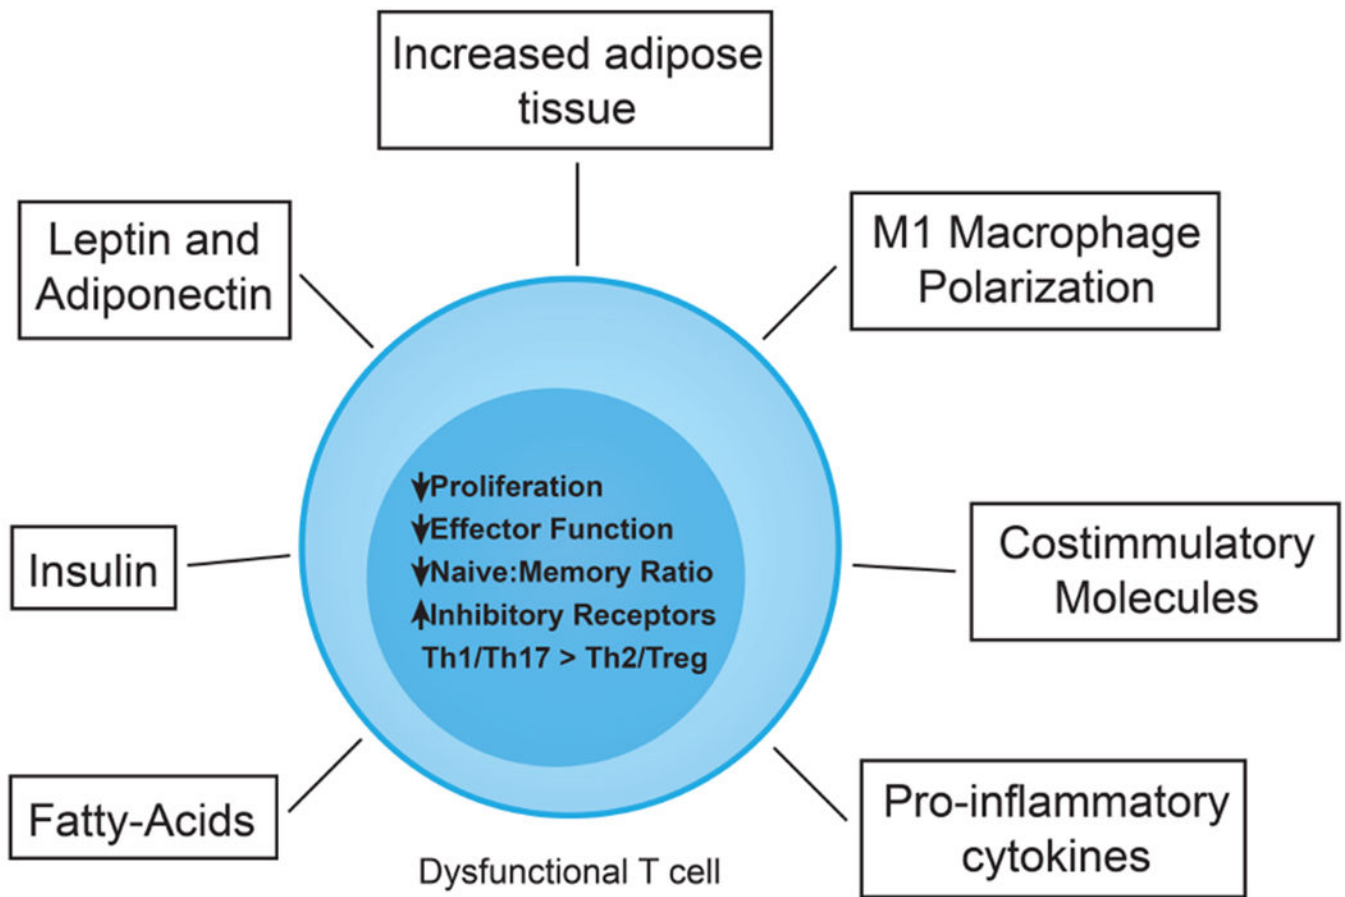 Increased adipose
tissue
Leptin and
Adiponectin
M1 Macrophage
Polarization
↓Proliferation
↓Effector Function
↓Naive:Memory Ratio
↑Inhibitory Receptors
Th1/Th17 > Th2/Treg
Insulin
Costimmulatory
Molecules
Fatty-Acids
Pro-inflammatory
cytokines
Dysfunctional T cell